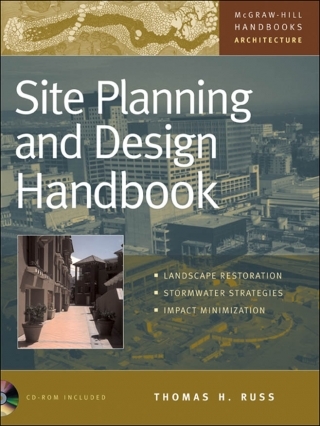 McGRAW-HILL
HANDBOOKS
ARCHITECTURE
Site Planning
and Design
Handbook
▪ LANDSCAPE RESTORATION
▪ STORMWATER STRATEGIES
▪ IMPACT MINIMIZATION
CD-ROM INCLUDED
THOMAS H. RUSS